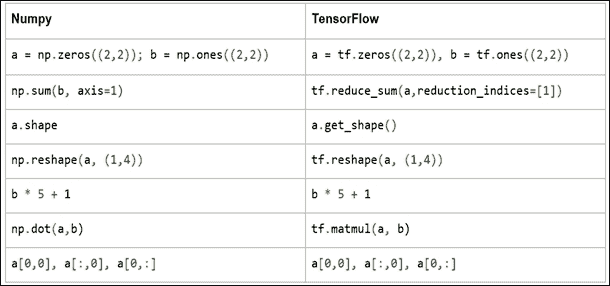 Numpy TensorFlow
a = np.zeros((2,2)); b = np.ones((2,2)) a = tf.zeros((2,2)), b = tf.ones((2,2))
np.sum(b, axis=1) tf.reduce_sum(a,reduction_indices=[1])
a.shape a.get_shape()
np.reshape(a, (1,4)) tf.reshape(a, (1,4))
b * 5 + 1 b * 5 + 1
np.dot(a,b) tf.matmul(a, b)
a[0,0], a[:,0], a[0,:] a[0,0], a[:,0], a[0,:]